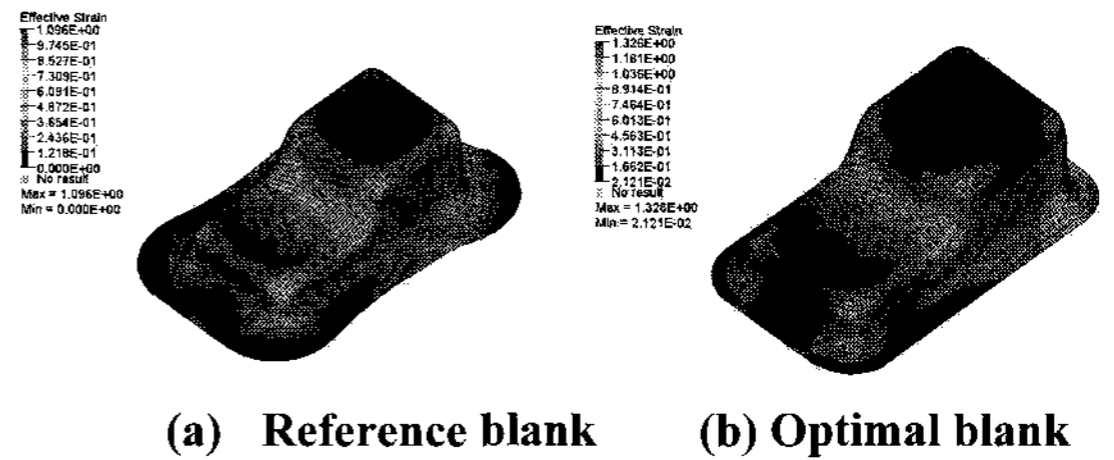 Effective Strain
1.096E+00
9.745E-01
8.527E-01
7.309E-01
6.091E-01
4.872E-01
3.654E-01
2.436E-01
1.218E-01
0.000E+00
No result
Max = 1.096E+00
Min = 0.000E+00
Effective Strain
1.326E+00
1.181E+00
1.036E+00
8.914E-01
7.464E-01
6.013E-01
4.563E-01
3.113E-01
1.662E-01
2.121E-02
No result
Max = 1.326E+00
Min = 2.121E-02
(a) Reference blank
(b) Optimal blank